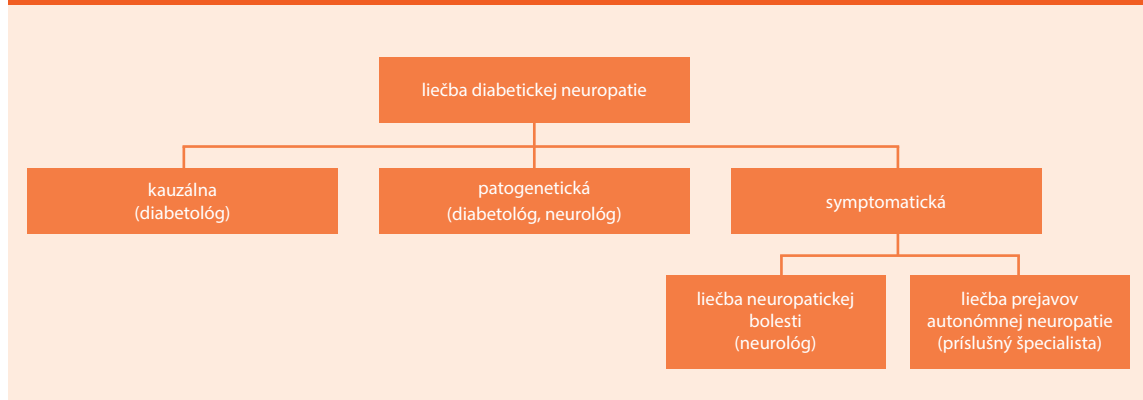 liečba diabetickej neuropatie
kauzálna
(diabetológ)
patogenetická
(diabetológ, neurológ)
symptomatická
liečba neuropatickej
bolesti
(neurológ)
liečba prejavov
autonómnej neuropatie
(príslušný špecialista)